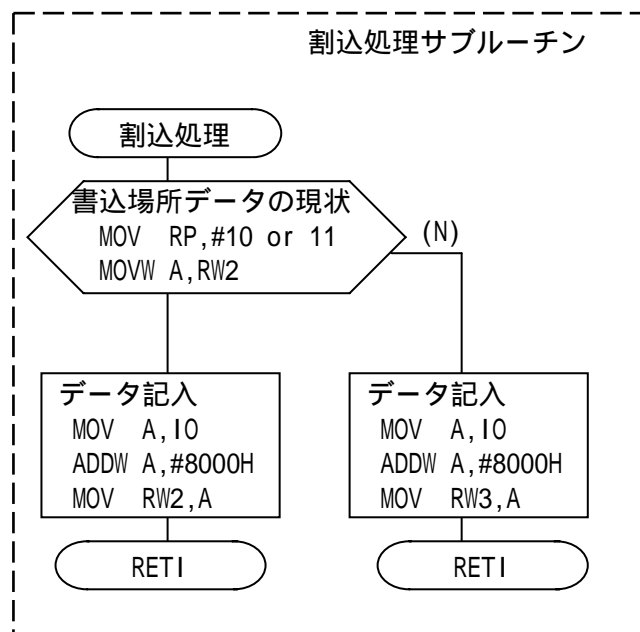 割込処理サブルーチン
割込処理
書込場所データの現状
MOV RP,#10 or 11
MOVW A,RW2
(N)
データ記入
MOV A,IO
ADDW A,#8000H
MOV RW2,A
RETI
データ記入
MOV A,IO
ADDW A,#8000H
MOV RW3,A
RETI